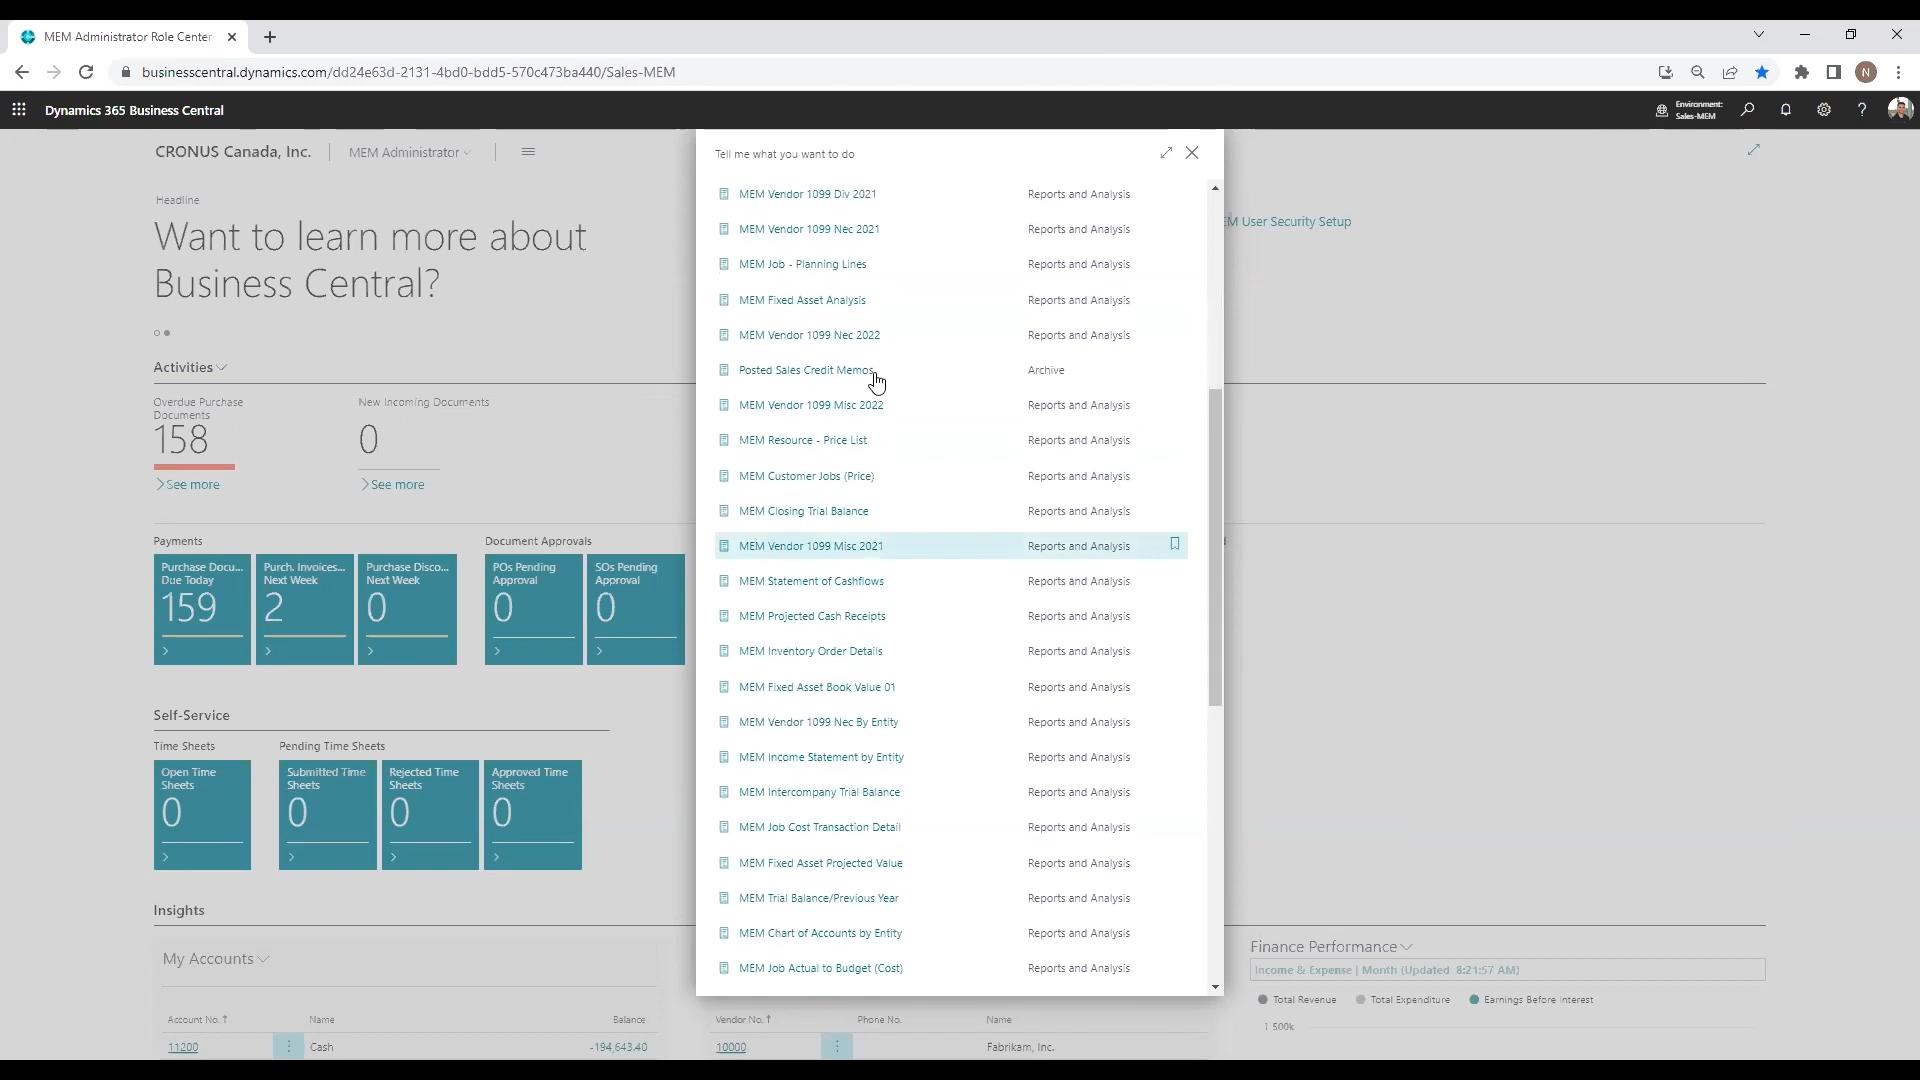 MEM Administrator Role Center
businesscentral.dynamics.com/dd24e63d-2131-4bd0-bdd5-570c473ba440/Sales-MEM
N
Dynamics 365 Business Central
Environment:
Sales-MEM
CRONUS Canada, Inc.
MEM Administrator
Headline
Want to learn more about
Business Central?
Activities
Overdue Purchase
Documents
158
See more
New Incoming Documents
0
See more
Payments
Purchase Docu...
Due Today
159
Purch. Invoices...
Next Week
2
Purchase Disco...
Next Week
0
Document Approvals
POs Pending
Approval
0
SOs Pending
Approval
0
Self-Service
Time Sheets
Open Time
Sheets
0
Pending Time Sheets
Submitted Time
Sheets
0
Rejected Time
Sheets
0
Approved Time
Sheets
0
Insights
My Accounts
Account No. ↑ Name Balance
11200 Cash -194,643.40
Tell me what you want to do
MEM Vendor 1099 Div 2021 Reports and Analysis
MEM Vendor 1099 Nec 2021 Reports and Analysis
MEM Job - Planning Lines Reports and Analysis
MEM Fixed Asset Analysis Reports and Analysis
MEM Vendor 1099 Nec 2022 Reports and Analysis
Posted Sales Credit Memos Archive
MEM Vendor 1099 Misc 2022 Reports and Analysis
MEM Resource - Price List Reports and Analysis
MEM Customer Jobs (Price) Reports and Analysis
MEM Closing Trial Balance Reports and Analysis
MEM Vendor 1099 Misc 2021 Reports and Analysis
MEM Statement of Cashflows Reports and Analysis
MEM Projected Cash Receipts Reports and Analysis
MEM Inventory Order Details Reports and Analysis
MEM Fixed Asset Book Value 01 Reports and Analysis
MEM Vendor 1099 Nec By Entity Reports and Analysis
MEM Income Statement by Entity Reports and Analysis
MEM Intercompany Trial Balance Reports and Analysis
MEM Job Cost Transaction Detail Reports and Analysis
MEM Fixed Asset Projected Value Reports and Analysis
MEM Trial Balance/Previous Year Reports and Analysis
MEM Chart of Accounts by Entity Reports and Analysis
MEM Job Actual to Budget (Cost) Reports and Analysis
Vendor No. ↑ Phone No. Name
10000 Fabrikam, Inc.
User Security Setup
Finance Performance
Income & Expense | Month (Updated 8:21:57 AM)
Total Revenue Total Expenditure Earnings Before Interest
1 500k